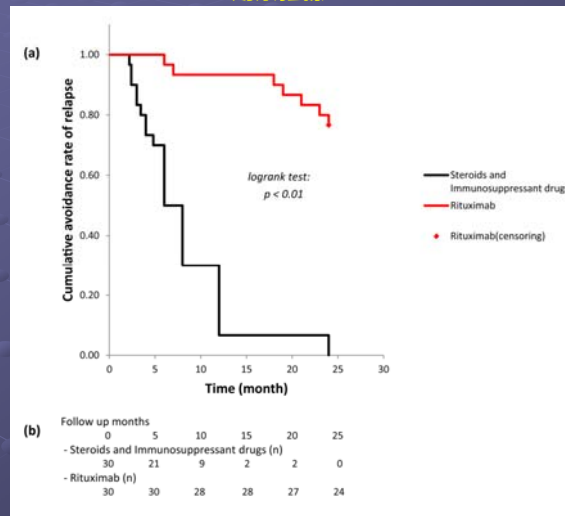 (a)
1.00
0.80
0.60
0.40
0.20
0.00
Cumulative avoidance rate of relapse
logrank test:
p < 0.01
0 5 10 15 20 25 30
Time (month)
Steroids and
Immunosuppressant drug
Rituximab
Rituximab(censoring)
(b)
Follow up months
0 5 10 15 20 25
- Steroids and Immunosuppressant drugs (n)
30 21 9 2 2 0
- Rituximab (n)
30 30 28 28 27 24